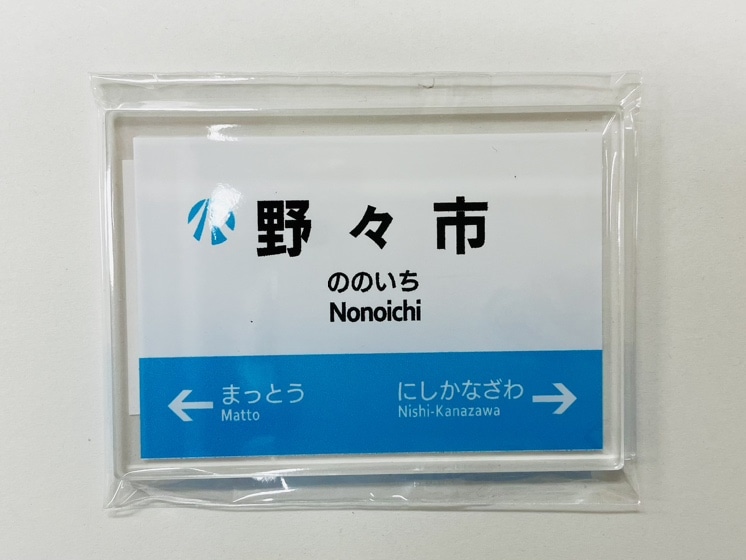 野々市
ののいち
Nonoichi
← まっとう
Matto
にしかなざわ →
Nishi-Kanazawa